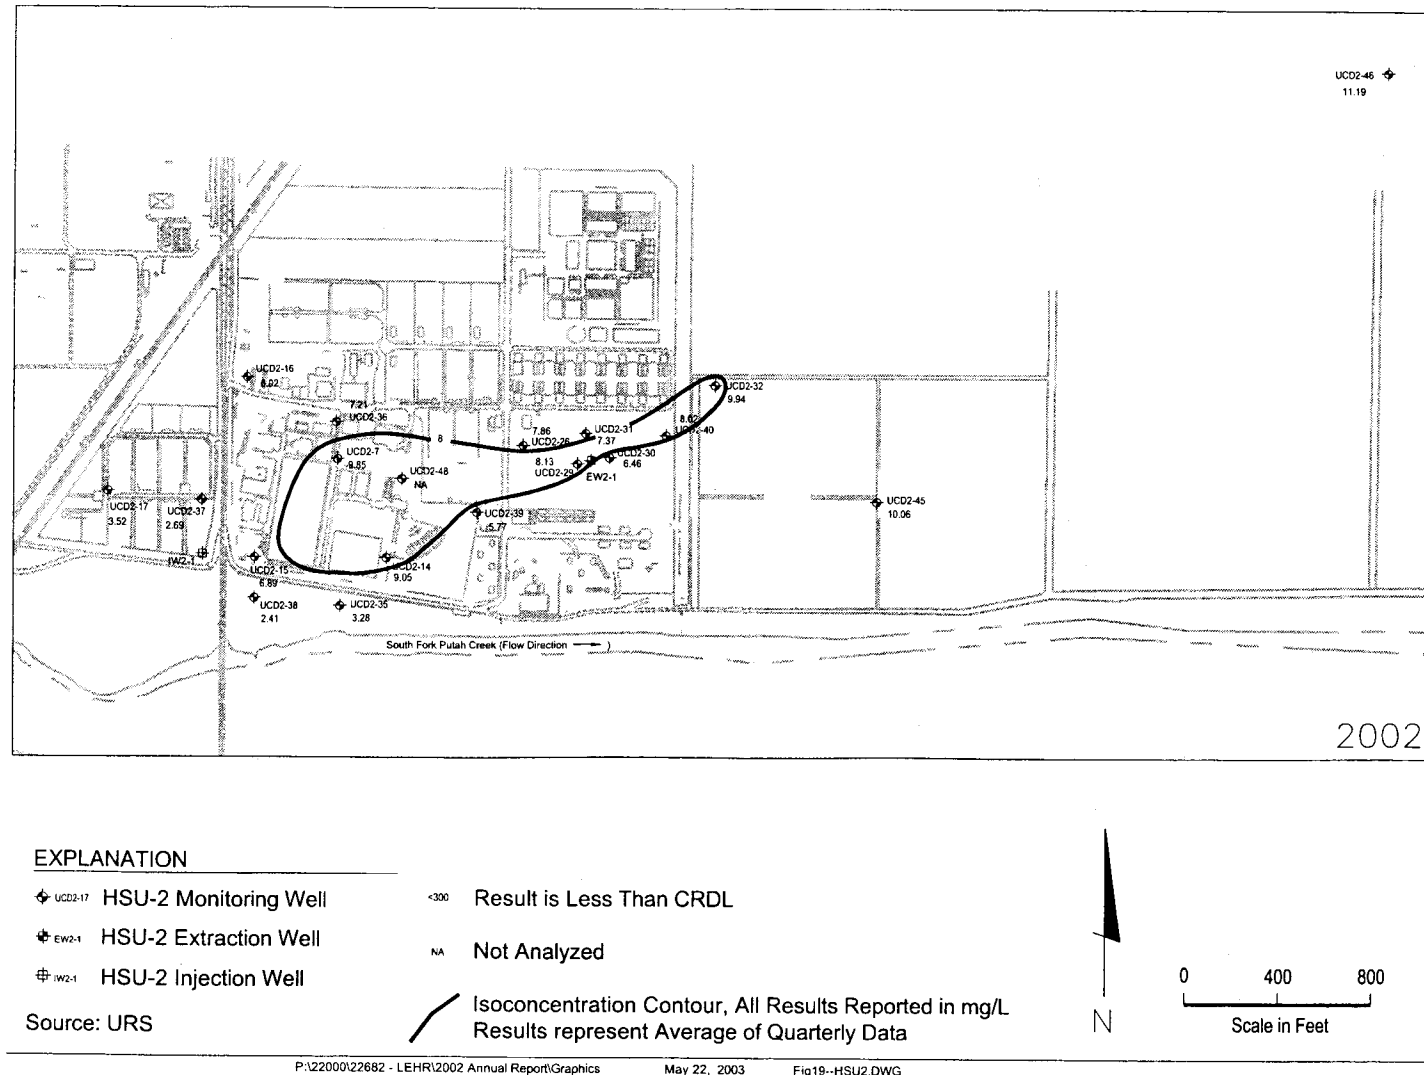 UCD2-46
11.19
UCD2-16
UCD2-32
9.94
7.21
UCD2-36
8.02
UCD2-40
7.86
UCD2-26
UCD2-31
7.37
8
UCD2-7
8.13
UCD2-29
UCD2-30
6.46
EW2-1
UCD2-48
NA
UCD2-17
3.52
UCD2-37
2.69
UCD2-45
10.06
UCD2-39
5.77
IW2-1
UCD2-15
6.89
UCD2-14
9.05
UCD2-38
2.41
UCD2-35
3.28
South Fork Putah Creek (Flow Direction → )
2002
EXPLANATION
UCD2-17 HSU-2 Monitoring Well
EW2-1 HSU-2 Extraction Well
IW2-1 HSU-2 Injection Well
Source: URS
<300 Result is Less Than CRDL
NA Not Analyzed
Isoconcentration Contour, All Results Reported in mg/L
Results represent Average of Quarterly Data
N
0 400 800
Scale in Feet
P:\22000\22682 - LEHR\2002 Annual Report\Graphics May 22, 2003 Fig19--HSU2.DWG